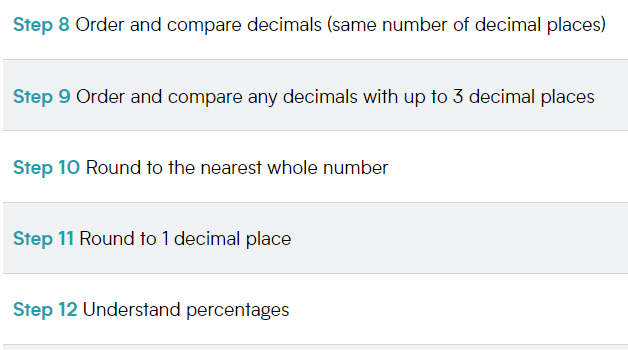 Step 8 Order and compare decimals (same number of decimal places)
Step 9 Order and compare any decimals with up to 3 decimal places
Step 10 Round to the nearest whole number
Step 11 Round to 1 decimal place
Step 12 Understand percentages